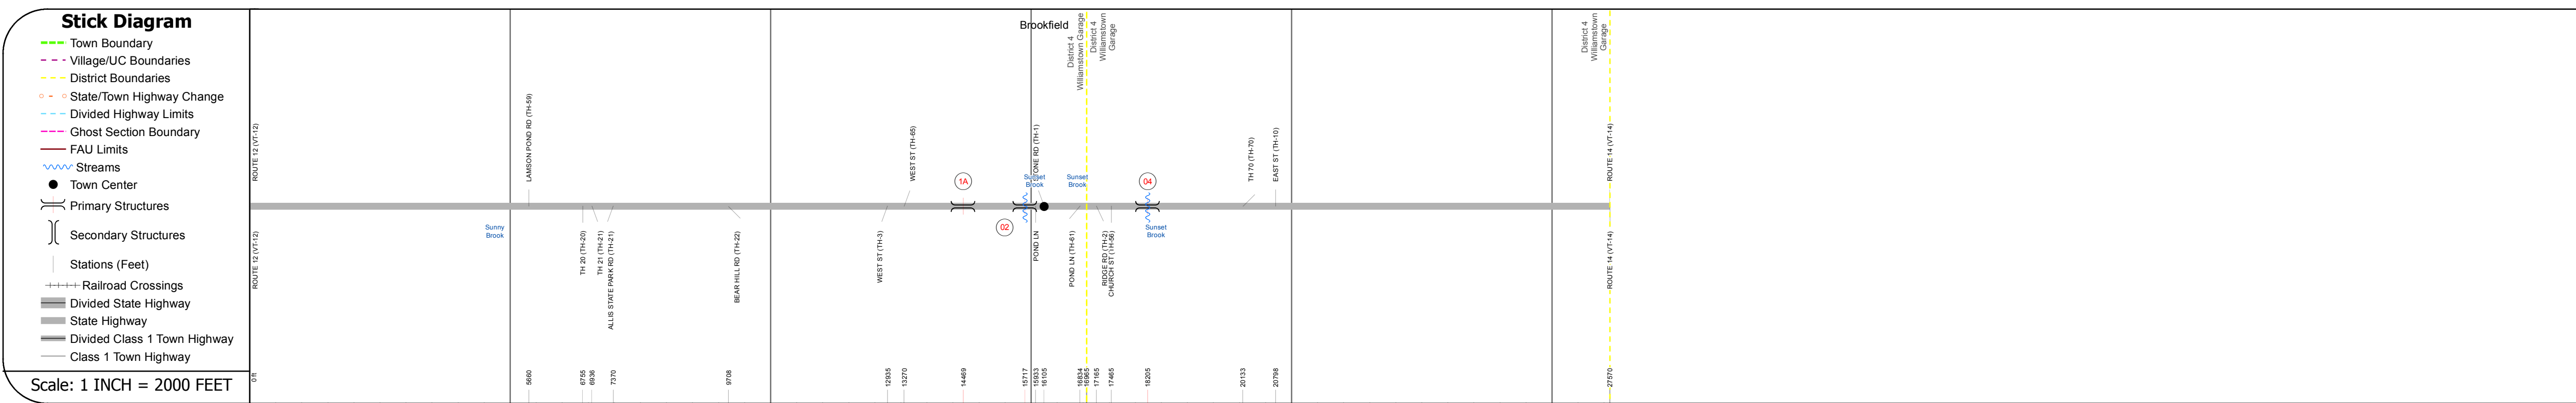 Stick Diagram
Town Boundary
Village/UC Boundaries
District Boundaries
State/Town Highway Change
Divided Highway Limits
Ghost Section Boundary
FAU Limits
Streams
Town Center
Primary Structures
Secondary Structures
Stations (Feet)
Railroad Crossings
Divided State Highway
State Highway
Divided Class 1 Town Highway
Class 1 Town Highway
Scale: 1 INCH = 2000 FEET
Brookfield
District 4
Williamstown Garage
District 4
Williamstown
Garage
District 4
Williamstown
Garage
ROUTE 12 (VT-12)
LAMSON POND RD (TH-59)
WEST ST (TH-65)
STONE RD (TH-1)
TH 70 (TH-70)
EAST ST (TH-10)
ROUTE 14 (VT-14)
1A
Sunset
Brook
Sunset
Brook
04
02
Sunny
Brook
Sunset
Brook
ROUTE 12 (VT-12)
TH 20 (TH-20)
TH 21 (TH-21)
ALLIS STATE PARK RD (TH-21)
BEAR HILL RD (TH-22)
WEST ST (TH-3)
POND LN
POND LN (TH-61)
RIDGE RD (TH-2)
CHURCH ST (TH-56)
ROUTE 14 (VT-14)
0 ft
5660
6755
6936
7370
9708
12935
13270
14469
15717
15933
16105
16834
16955
17165
17465
18205
20133
20798
27570